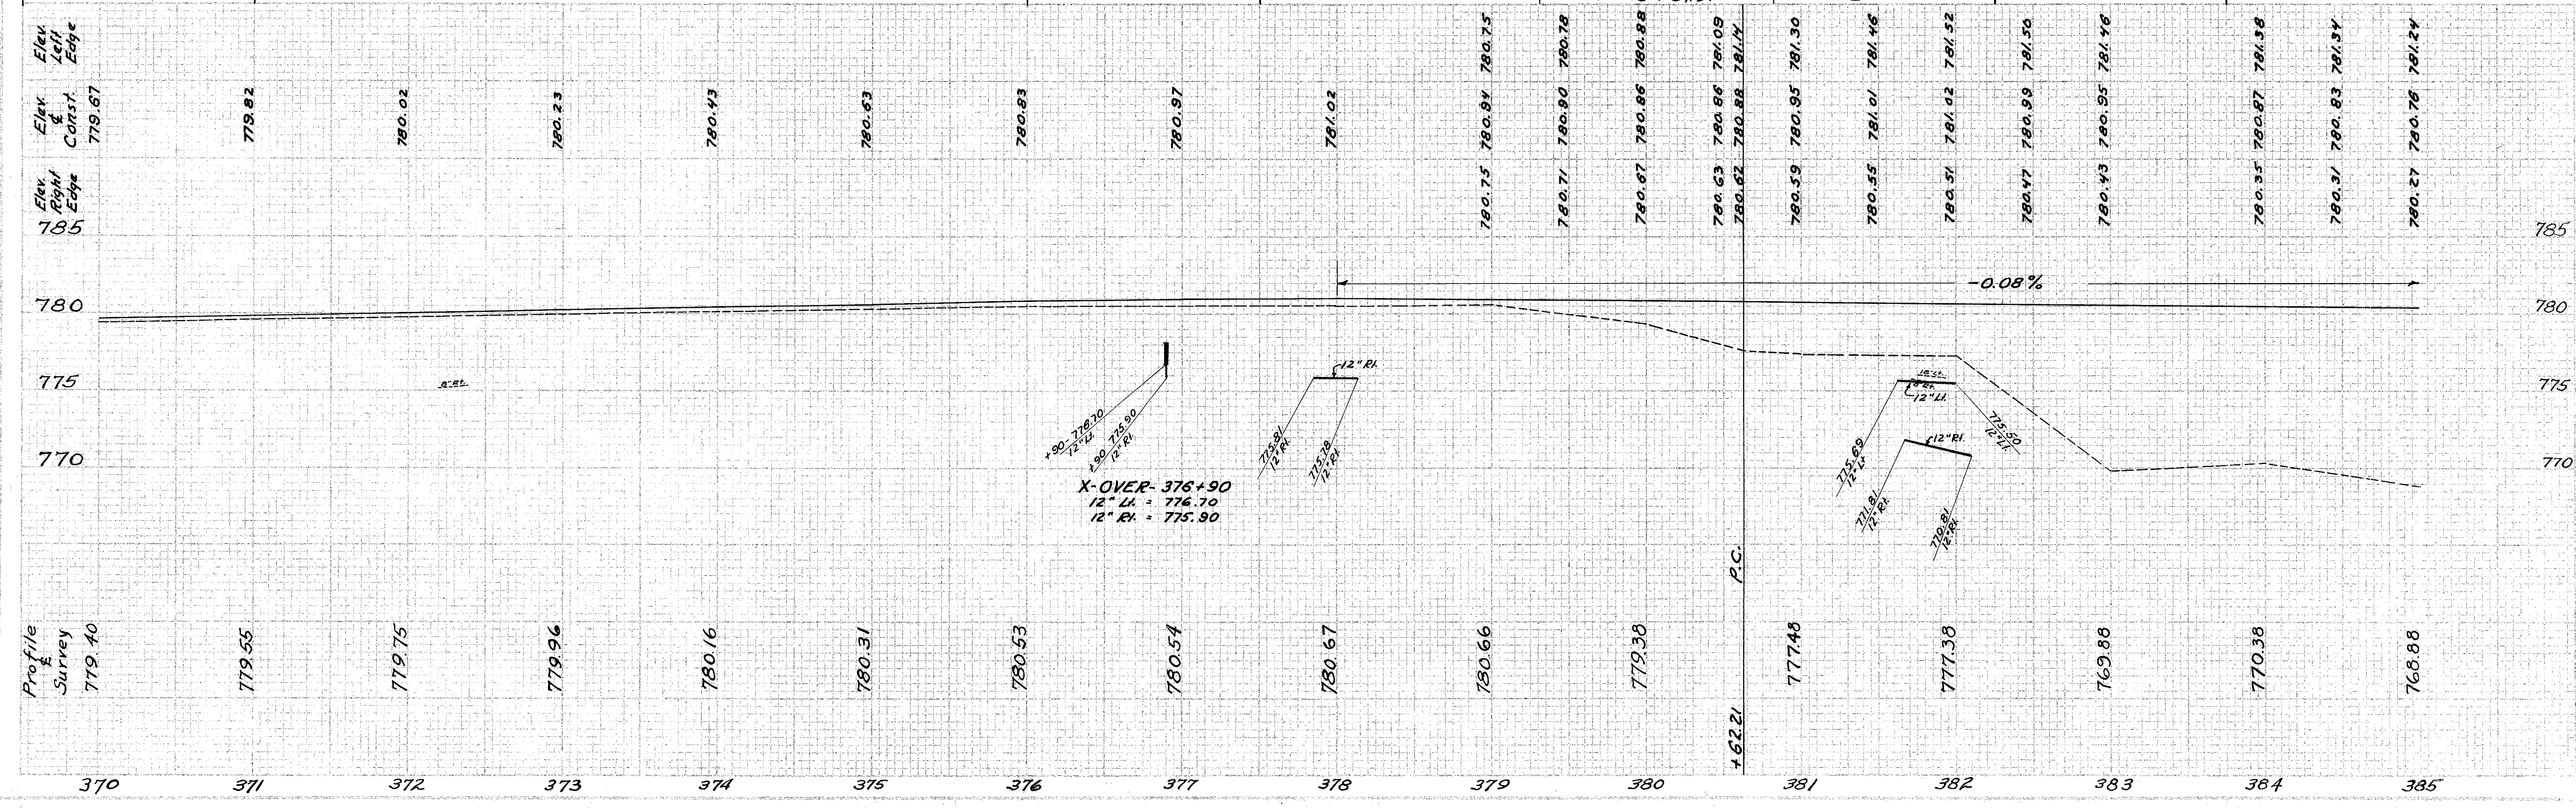 Elev. Left Edge
780.75 780.78 780.88 781.09 781.14 781.30 781.46 781.52 781.50 781.46 781.38 781.34 781.24
Elev. ℄ Const.
779.67 779.82 780.02 780.23 780.43 780.63 780.83 780.97 781.02 780.94 780.90 780.86 780.86 780.88 780.95 781.01 781.02 780.99 780.95 780.87 780.83 780.76
Elev. Right Edge
780.75 780.71 780.67 780.63 780.62 780.59 780.55 780.51 780.47 780.43 780.35 780.31 780.27
785 785
-0.08%
780 780
775 775
770 770
12" Rt.
+90 - 776.70
12" Lt.
+90 775.90
12" Rt.
X-OVER- 376+90
12" Lt. = 776.70
12" Rt. = 775.90
775.81
12" Rt.
775.78
12" Rt.
12" Lt.
775.69
12" Lt.
775.50
12" Lt.
12" Rt.
771.81
12" Rt.
770.81
12" Rt.
P.C.
+62.21
Profile ℄ Survey
779.40 779.55 779.75 779.96 780.16 780.31 780.53 780.54 780.67 780.66 779.38 777.48 777.38 769.88 770.38 768.88
370 371 372 373 374 375 376 377 378 379 380 381 382 383 384 385